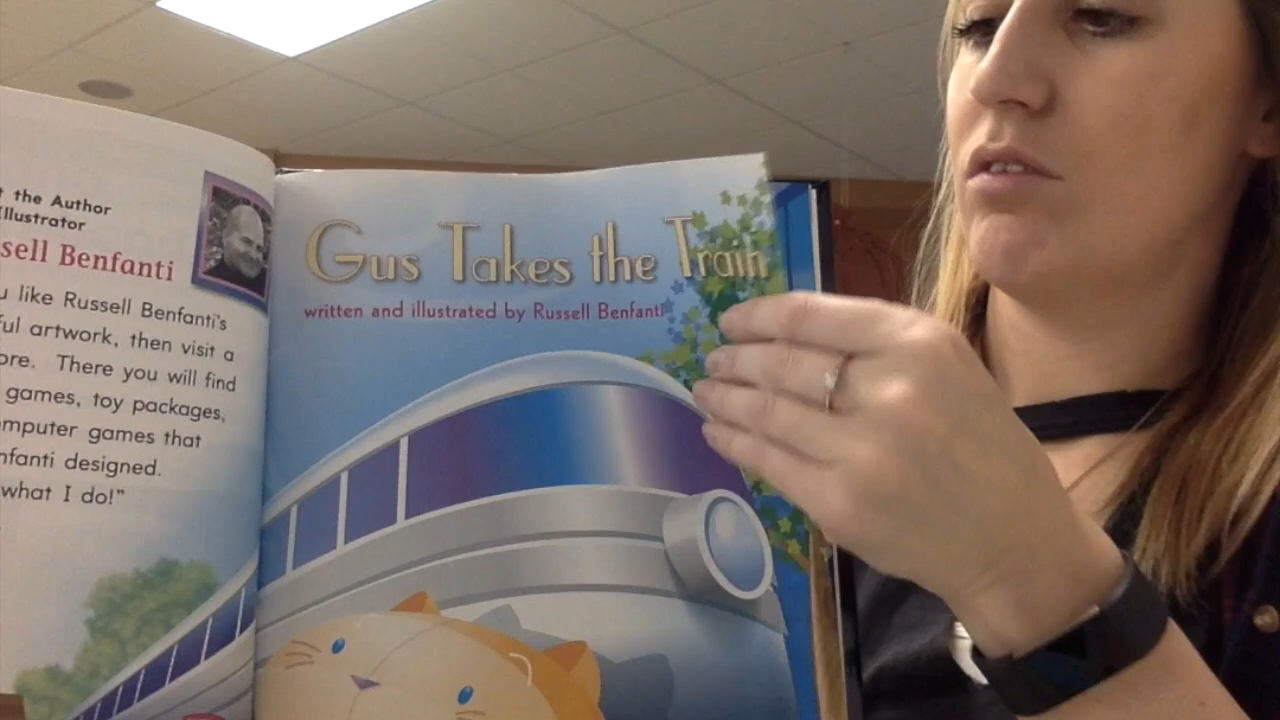 the Author
Illustrator
ssell Benfanti
u like Russell Benfanti's
ful artwork, then visit a
ore. There you will find
games, toy packages,
mputer games that
nfanti designed.
what I do!"
Gus Takes the Train
written and illustrated by Russell Benfanti